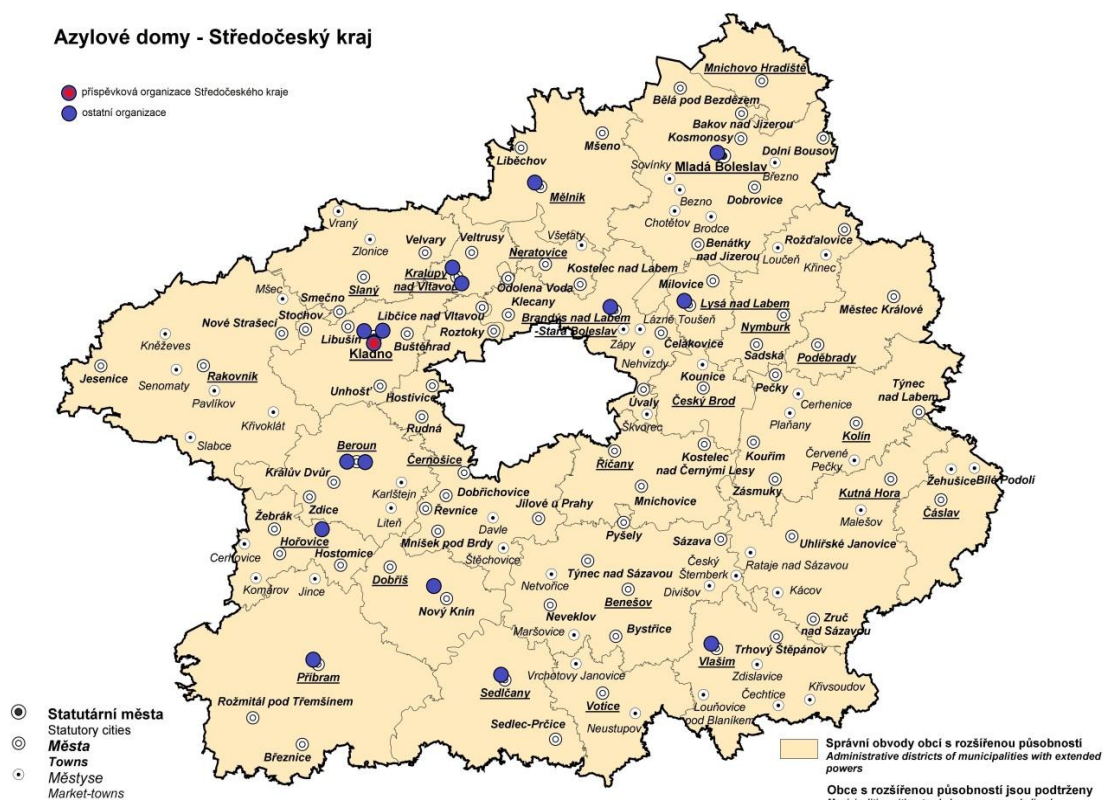 Azylové domy - Středočeský kraj
příspěvková organizace Středočeského kraje
ostatní organizace
Mnichovo Hradiště
Bělá pod Bezdězem
Bakov nad Jizerou
Kosmonosy
Mšeno
Dolní Bousov
Liběchov
Sovínky
Mladá Boleslav
Březno
Mělník
Bezno
Dobrovice
Chotětov
Brodce
Vraný
Všetaty
Rožďalovice
Velvary
Veltrusy
Benátky
nad Jizerou
Zlonice
Neratovice
Loučeň
Křinec
Kostelec nad Labem
Kralupy
nad Vltavou
Slaný
Odolena Voda
Milovice
Mšec
Smečno
Klecany
Lysá nad Labem
Městec Králové
Stochov
Libčice nad Vltavou
Brandýs nad Labem
-Stará Boleslav
Nové Strašecí
Roztoky
Lázně Toušeň
Nymburk
Libušín
Buštěhrad
Čelákovice
Kněževes
Kladno
Zápy
Sadská
Poděbrady
Nehvizdy
Jesenice
Rakovník
Kounice
Pečky
Senomaty
Unhošť
Hostivice
Týnec
nad Labem
Pavlíkov
Úvaly
Český Brod
Cerhenice
Křivoklát
Škvorec
Plaňany
Rudná
Kolín
Slabce
Beroun
Kostelec
nad Černými Lesy
Kouřim
Červené
Pečky
Černošice
Říčany
Králův Dvůr
Žehušice
Bílé Podolí
Karlštejn
Dobřichovice
Mnichovice
Zásmuky
Kutná Hora
Zdice
Jílové u Prahy
Čáslav
Žebrák
Liteň
Řevnice
Davle
Malešov
Hořovice
Mníšek pod Brdy
Pyšely
Sázava
Uhlířské Janovice
Cerhovice
Hostomice
Štěchovice
Český
Šternberk
Rataje nad Sázavou
Komárov
Jince
Dobříš
Týnec nad Sázavou
Netvořice
Divišov
Kácov
Nový Knín
Benešov
Neveklov
Zruč
nad Sázavou
Maršovice
Bystřice
Trhový Štěpánov
Vlašim
Příbram
Vrchotovy Janovice
Zdislavice
Sedlčany
Čechtice
Křivsoudov
Rožmitál pod Třemšínem
Votice
Louňovice
pod Blaníkem
Sedlec-Prčice
Neustupov
Březnice
Statutární města
Statutory cities
Města
Towns
Městyse
Market-towns
Správní obvody obcí s rozšířenou působností
Administrative districts of municipalities with extended
powers
Obce s rozšířenou působností jsou podtrženy